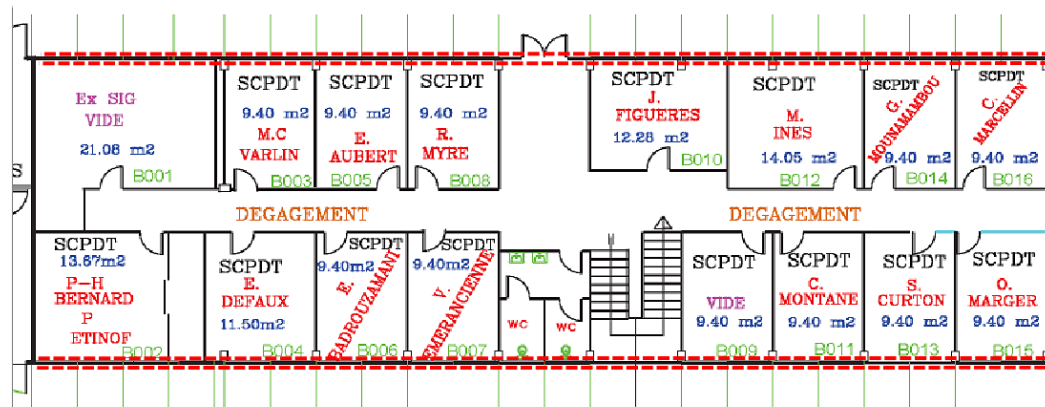 Ex SIG
VIDE
21.08 m2
B001
SCPDT
9.40 m2
M.C
VARLIN
B003
SCPDT
9.40 m2
E.
AUBERT
B005
SCPDT
9.40 m2
R.
MYRE
B008
SCPDT
J.
FIGUERES
12.28 m2
B010
SCPDT
M.
INES
14.05 m2
B012
SCPDT
G.
MOUNAMAMBOU
9.40 m2
B014
SCPDT
C.
MARCELLIN
9.40 m2
B016
S
DEGAGEMENT
DEGAGEMENT
SCPDT
13.67m2
P-H
BERNARD
P
ETINOF
B002
SCPDT
E.
DEFAUX
11.50m2
B004
SCPDT
9.40m2
E.
BADROUZAMANI
B006
SCPDT
9.40m2
V.
EMERANCIENNE
B007
WC
WC
SCPDT
VIDE
9.40 m2
B009
SCPDT
C.
MONTANE
9.40 m2
B011
SCPDT
S.
CURTON
9.40 m2
B013
SCPDT
O.
MARGER
9.40 m2
B015